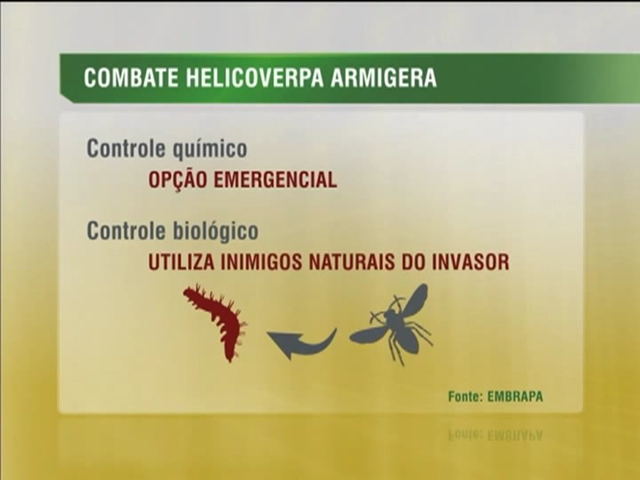 COMBATE HELICOVERPA ARMIGERA
Controle químico
OPÇÃO EMERGENCIAL
Controle biológico
UTILIZA INIMIGOS NATURAIS DO INVASOR
Fonte: EMBRAPA